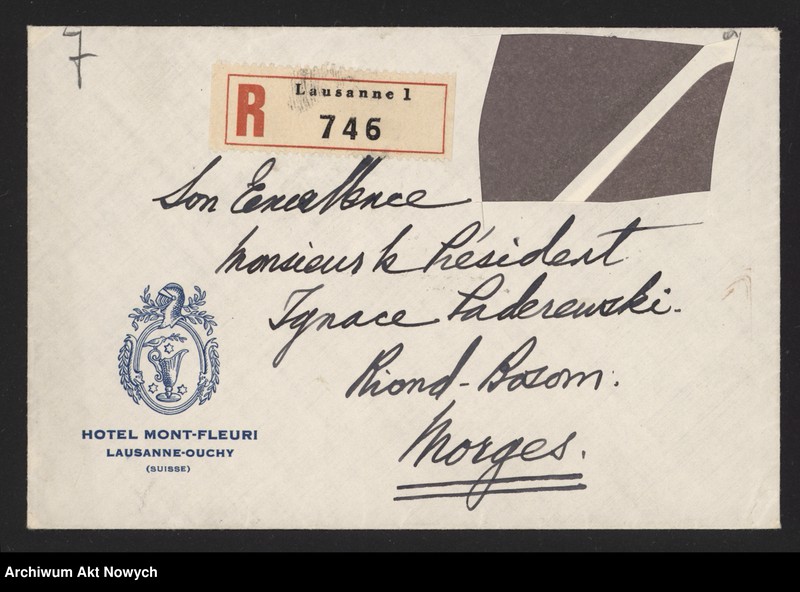 7
R
Lausanne 1
746
Son Excellence
Monsieur le Président
Ignace Paderewski.
Riond-Bosom.
Morges.
HOTEL MONT-FLEURI
LAUSANNE-OUCHY
(SUISSE)
Archiwum Akt Nowych